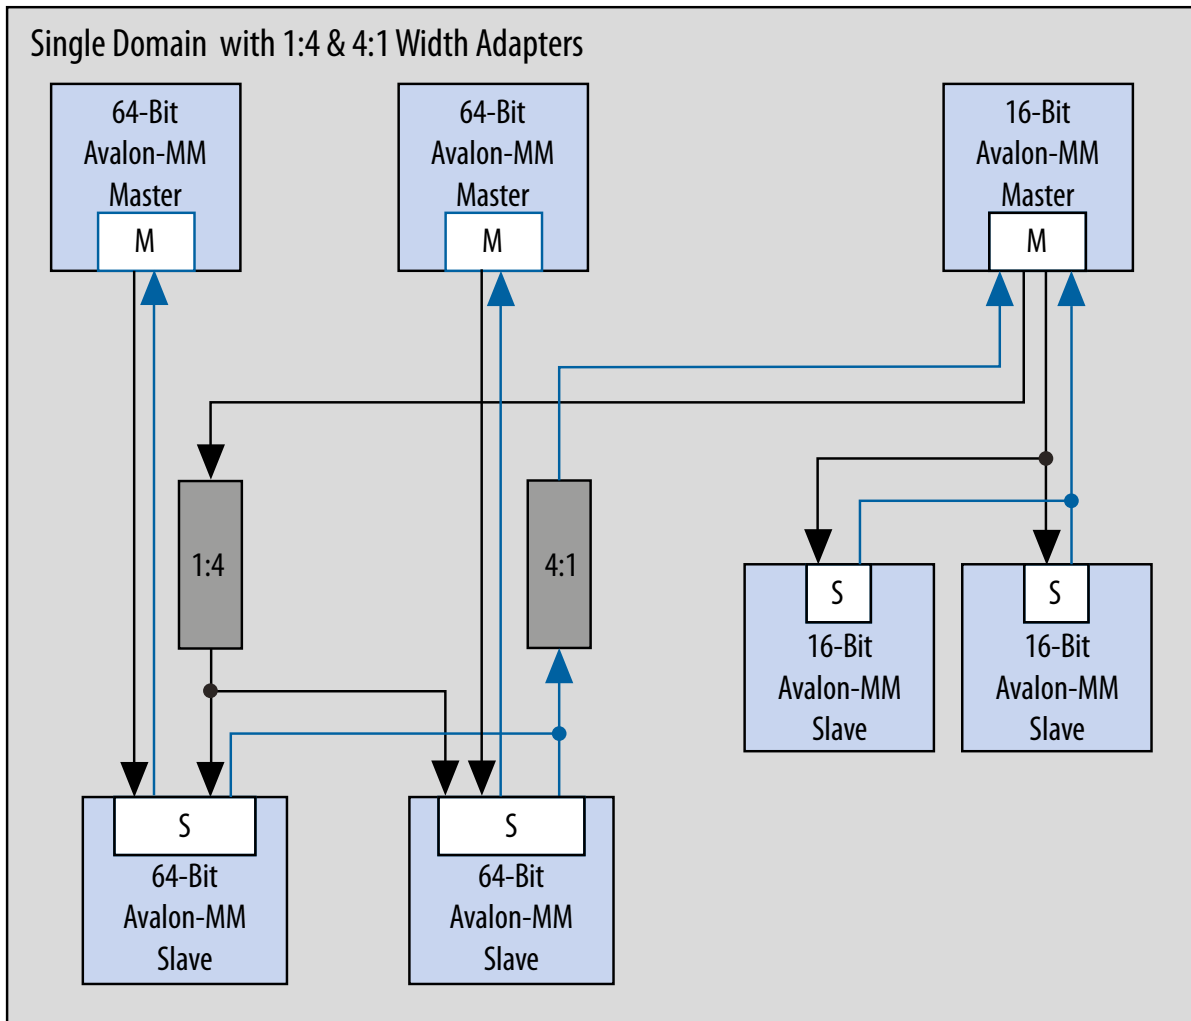 Single Domain with 1:4 & 4:1 Width Adapters
64-Bit
Avalon-MM
Master
M
64-Bit
Avalon-MM
Master
M
16-Bit
Avalon-MM
Master
M
1:4
4:1
S
16-Bit
Avalon-MM
Slave
S
16-Bit
Avalon-MM
Slave
S
64-Bit
Avalon-MM
Slave
S
64-Bit
Avalon-MM
Slave